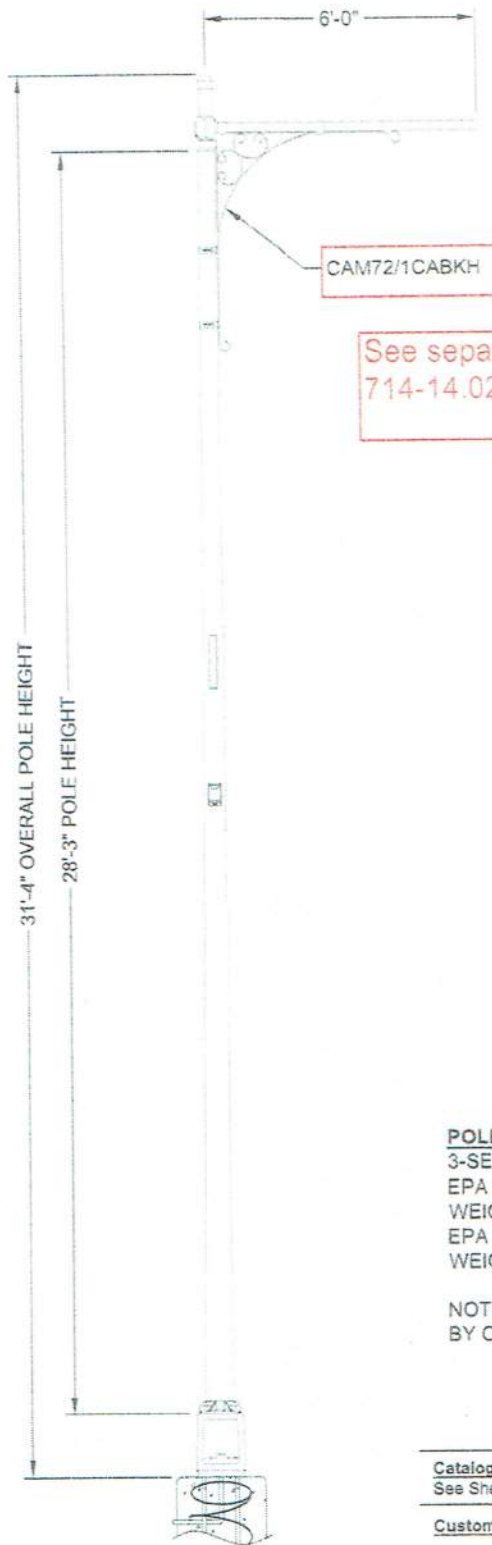 6'-0"
CAM72/1CABKH
See sepa
714-14.02
31'-4" OVERALL POLE HEIGHT
28'-3" POLE HEIGHT
POLE
3-SE
EPA
WEIG
EPA
WEIG
NOT
BY C
Catalog
See She
Custom